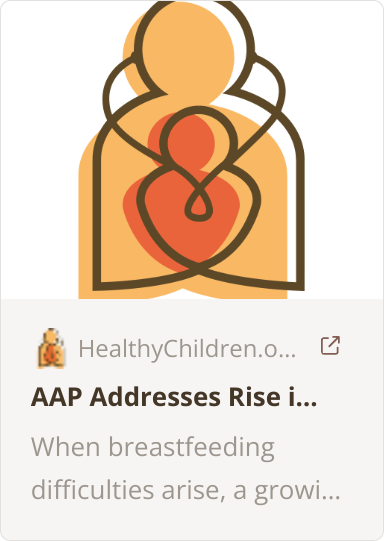 HealthyChildren.o...
AAP Addresses Rise i...
When breastfeeding
difficulties arise, a growi...